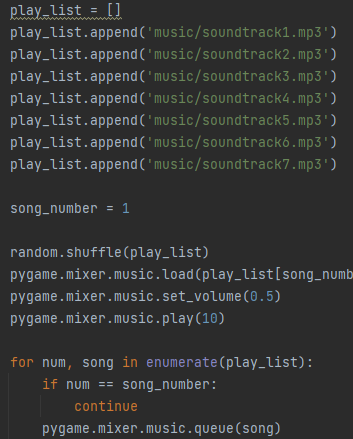 play_list = []
play_list.append('music/soundtrack1.mp3')
play_list.append('music/soundtrack2.mp3')
play_list.append('music/soundtrack3.mp3')
play_list.append('music/soundtrack4.mp3')
play_list.append('music/soundtrack5.mp3')
play_list.append('music/soundtrack6.mp3')
play_list.append('music/soundtrack7.mp3')
song_number = 1
random.shuffle(play_list)
pygame.mixer.music.load(play_list[song_numb
pygame.mixer.music.set_volume(0.5)
pygame.mixer.music.play(10)
for num, song in enumerate(play_list):
    if num == song_number:
        continue
    pygame.mixer.music.queue(song)